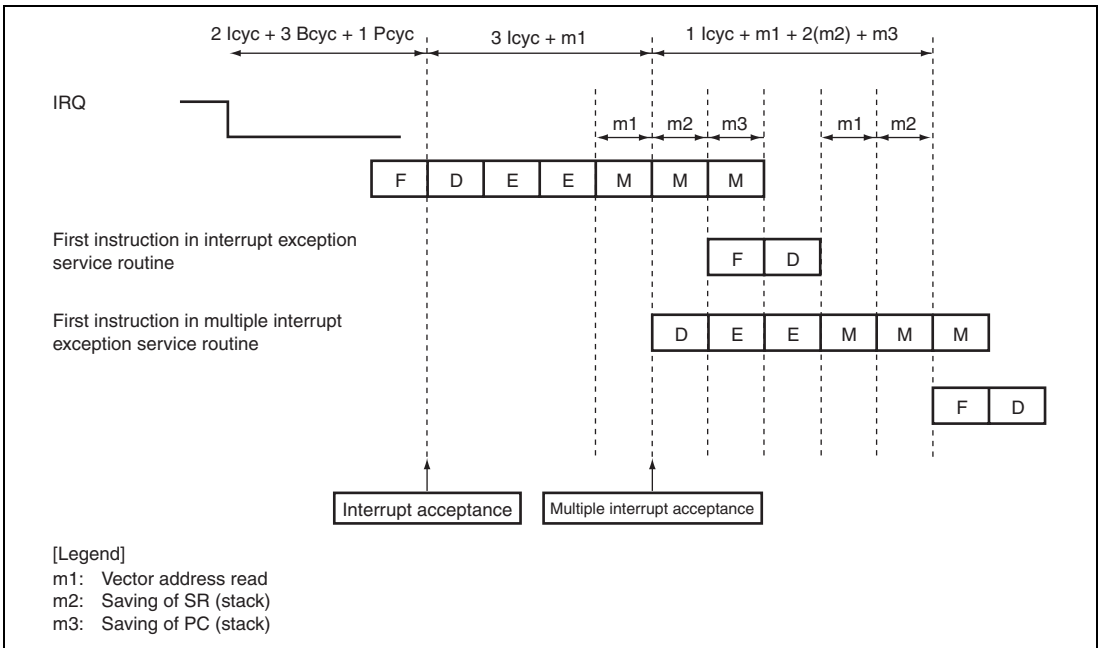 2 Icyc + 3 Bcyc + 1 Pcyc
3 Icyc + m1
1 Icyc + m1 + 2(m2) + m3
IRQ
m1 m2 m3 m1 m2
F D E E M M M
First instruction in interrupt exception
service routine
F D
First instruction in multiple interrupt
exception service routine
D E E M M M
F D
Interrupt acceptance
Multiple interrupt acceptance
[Legend]
m1: Vector address read
m2: Saving of SR (stack)
m3: Saving of PC (stack)